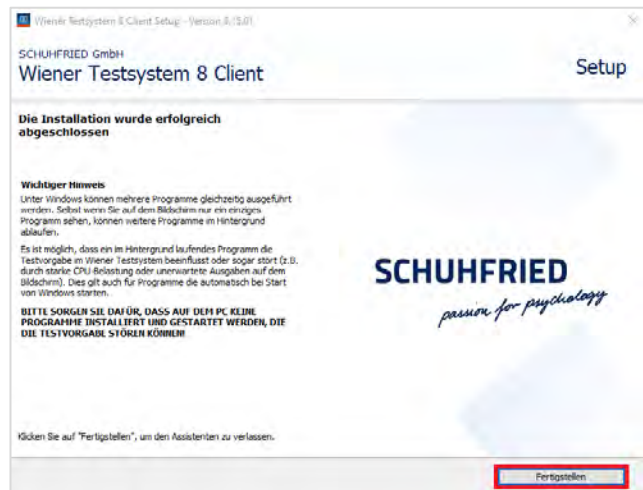 Wiener Testsystem 8 Client Setup - Version 8.15.01
SCHUHFRIED GmbH
Wiener Testsystem 8 Client
Setup
Die Installation wurde erfolgreich
abgeschlossen
Wichtiger Hinweis
Unter Windows können mehrere Programme gleichzeitig ausgeführt
werden. Selbst wenn Sie auf dem Bildschirm nur ein einziges
Programm sehen, können weitere Programme im Hintergrund
ablaufen.
Es ist möglich, dass ein im Hintergrund laufendes Programm die
Testvorgabe im Wiener Testsystem beeinflusst oder sogar stört (z.B.
durch starke CPU-Belastung oder unerwartete Ausgaben auf dem
Bildschirm). Dies gilt auch für Programme die automatisch bei Start
von Windows starten.
BITTE SORGEN SIE DAFÜR, DASS AUF DEM PC KEINE
PROGRAMME INSTALLIERT UND GESTARTET WERDEN, DIE
DIE TESTVORGABE STÖREN KÖNNEN!
SCHUHFRIED
passion for psychology
Klicken Sie auf "Fertigstellen", um den Assistenten zu verlassen.
Fertigstellen